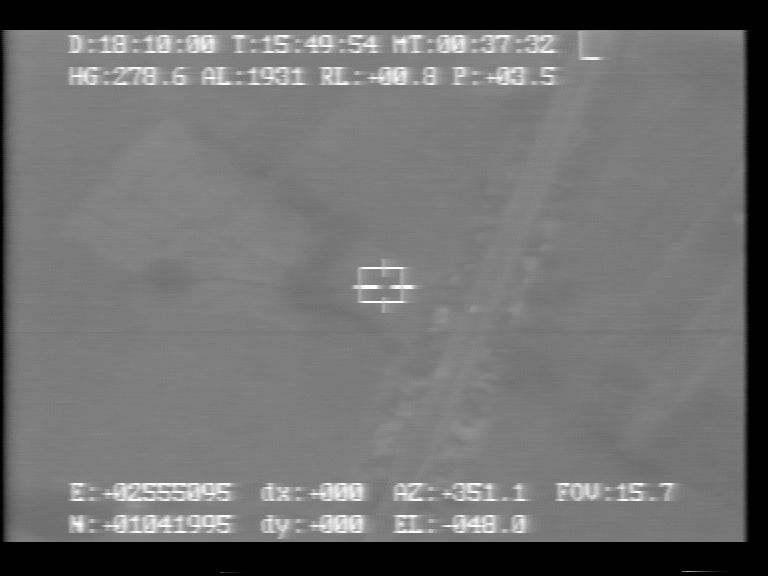 D:18:10:00 T:15:49:54 MT:00:37:32
HG:278.6 AL:1931 RL:+00.8 P:+03.5
E:+02555095 dx:+000 AZ:+351.1 FOV:15.7
N:+01041995 dy:+000 EL:-048.0